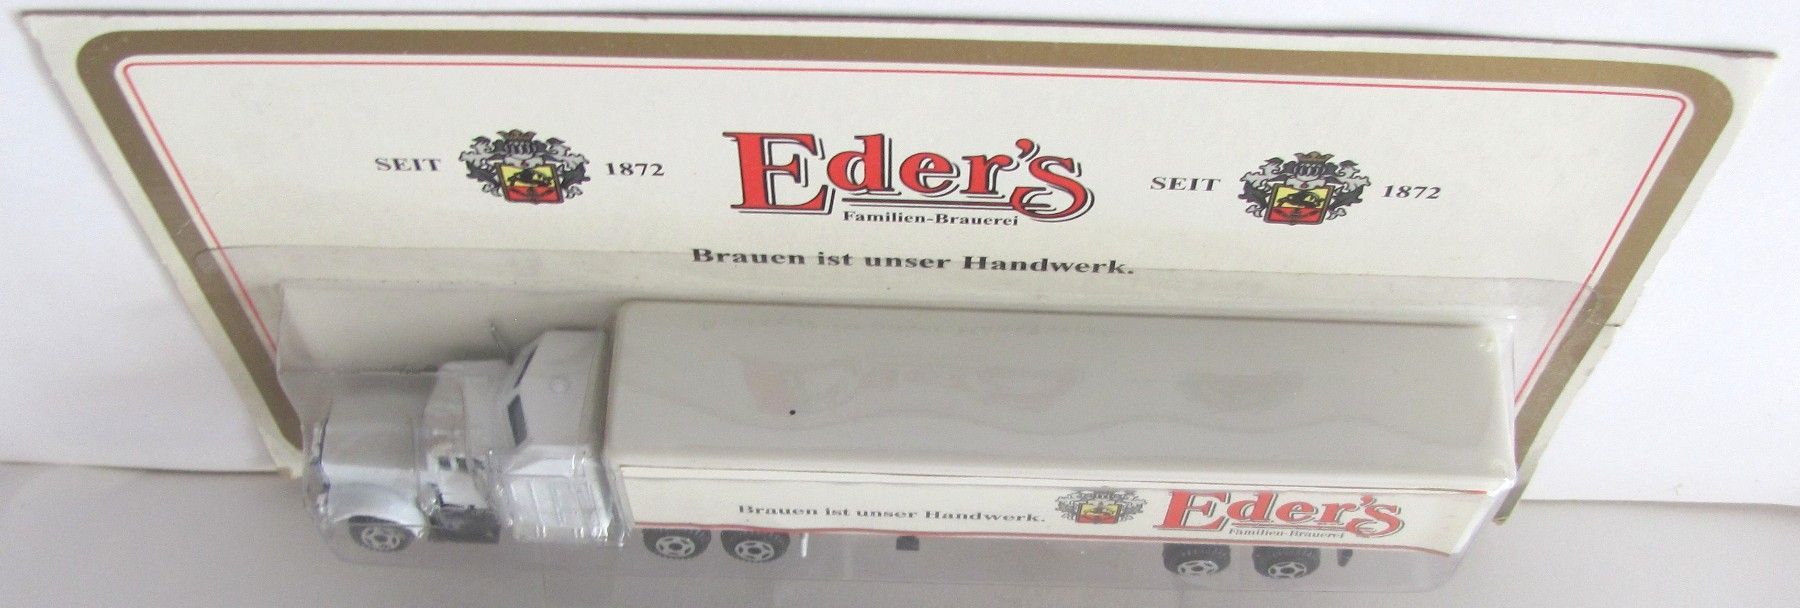 SEIT 1872
Eder's
Familien-Brauerei
SEIT 1872
Brauen ist unser Handwerk.
Brauen ist unser Handwerk.
Eder's
Familien-Brauerei